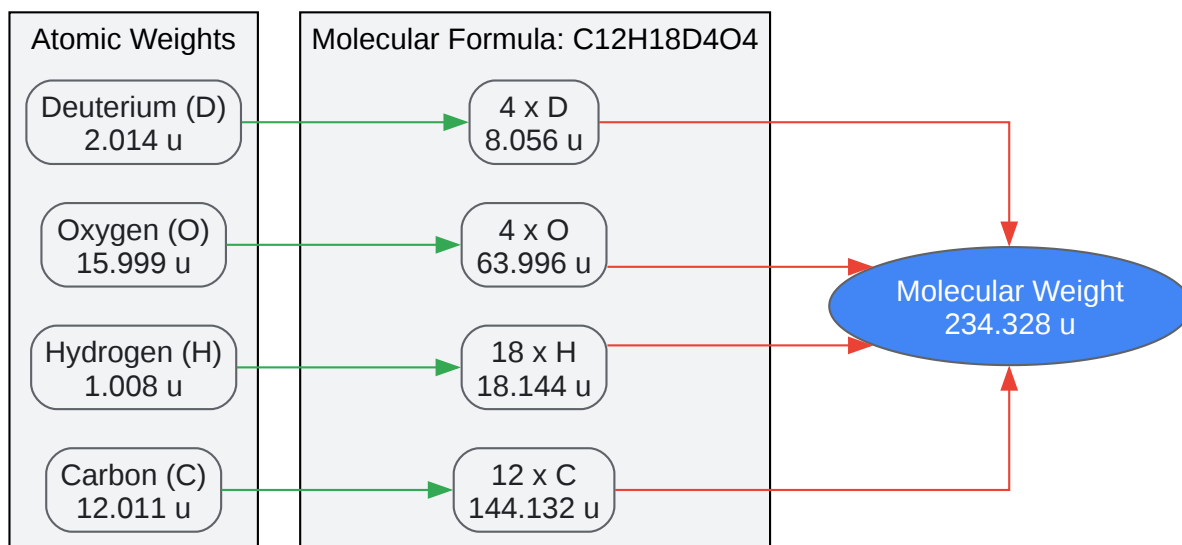 Atomic Weights
Deuterium (D)
2.014 u
Oxygen (O)
15.999 u
Hydrogen (H)
1.008 u
Carbon (C)
12.011 u
Molecular Formula: C12H18D4O4
4 x D
8.056 u
4 x O
63.996 u
18 x H
18.144 u
12 x C
144.132 u
Molecular Weight
234.328 u